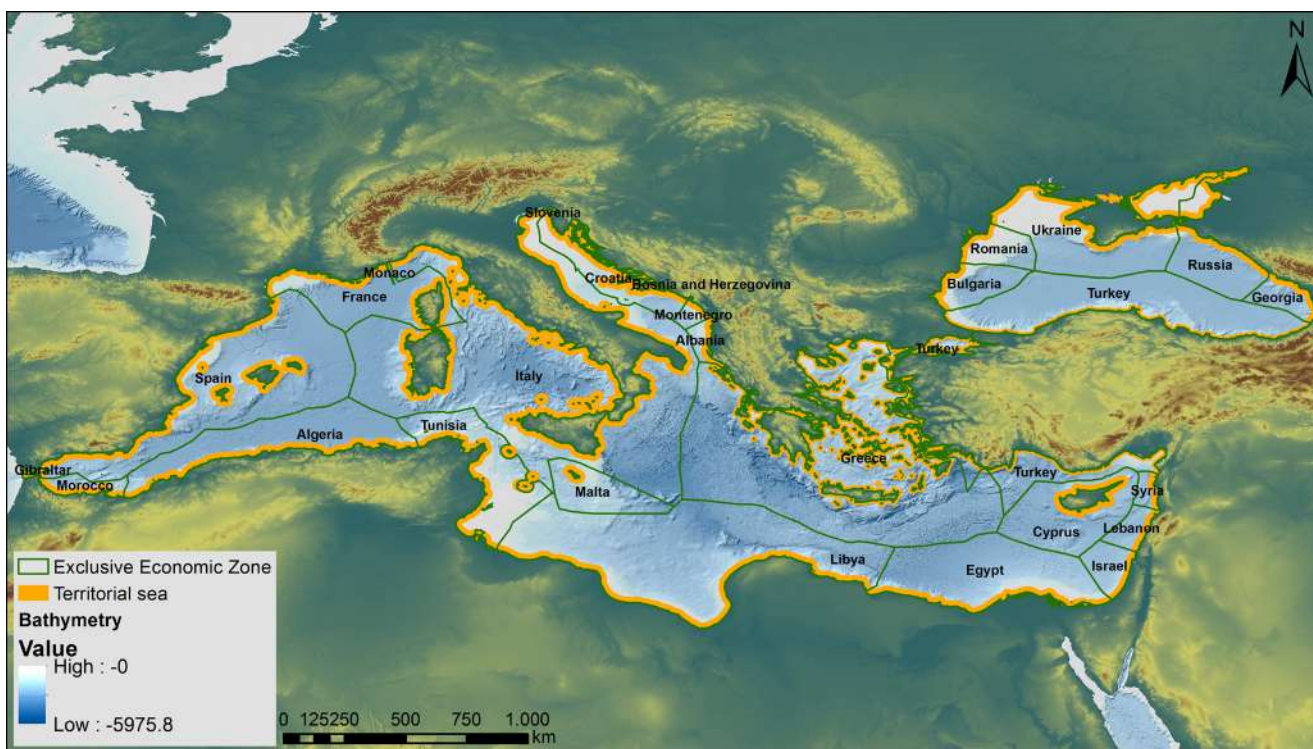 N
Slovenia
Ukraine
Romania
Croatia
Bosnia and Herzegovina
Monaco
France
Russia
Bulgaria
Turkey
Georgia
Montenegro
Albania
Turkey
Spain
Italy
Tunisia
Algeria
Greece
Gibraltar
Morocco
Turkey
Malta
Syria
Lebanon
Cyprus
Libya
Egypt
Israel
Exclusive Economic Zone
Territorial sea
Bathymetry
Value
High : -0
Low : -5975.8
0 125250 500 750 1.000
km